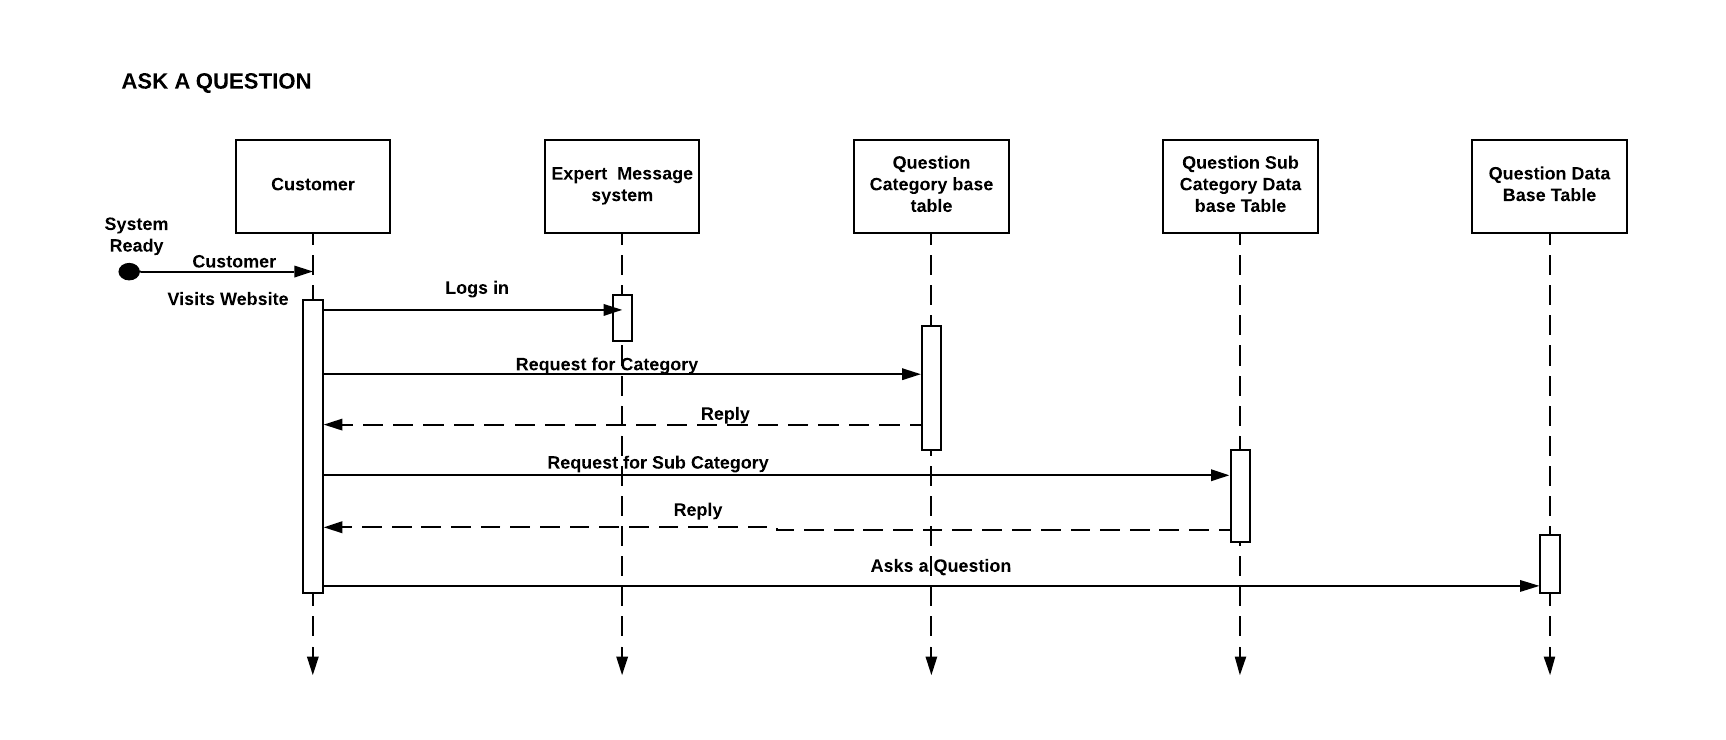 ASK A QUESTION
Customer
Expert  Message
system
Question
Category base
table
Question Sub
Category Data
base Table
Question Data
Base Table
System
Ready
Customer
Visits Website
Logs in
Request for Category
Reply
Request for Sub Category
Reply
Asks a Question